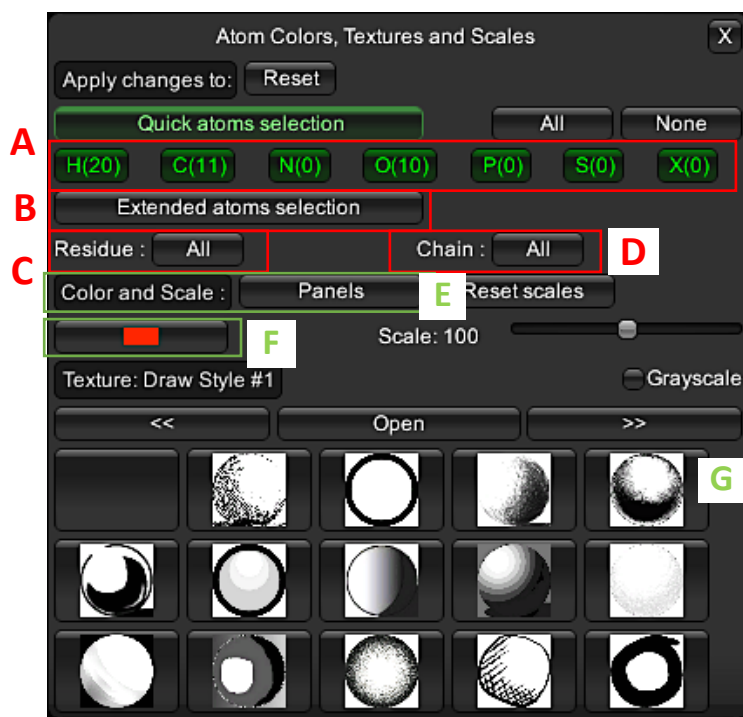 Atom Colors, Textures and Scales X
Apply changes to: Reset
Quick atoms selection All None
A
H(20) C(11) N(0) O(10) P(0) S(0) X(0)
B
Extended atoms selection
C
Residue : All Chain : All D
Color and Scale : Panels E Reset scales
F
Scale: 100
Texture: Draw Style #1 Grayscale
<< Open >>
G